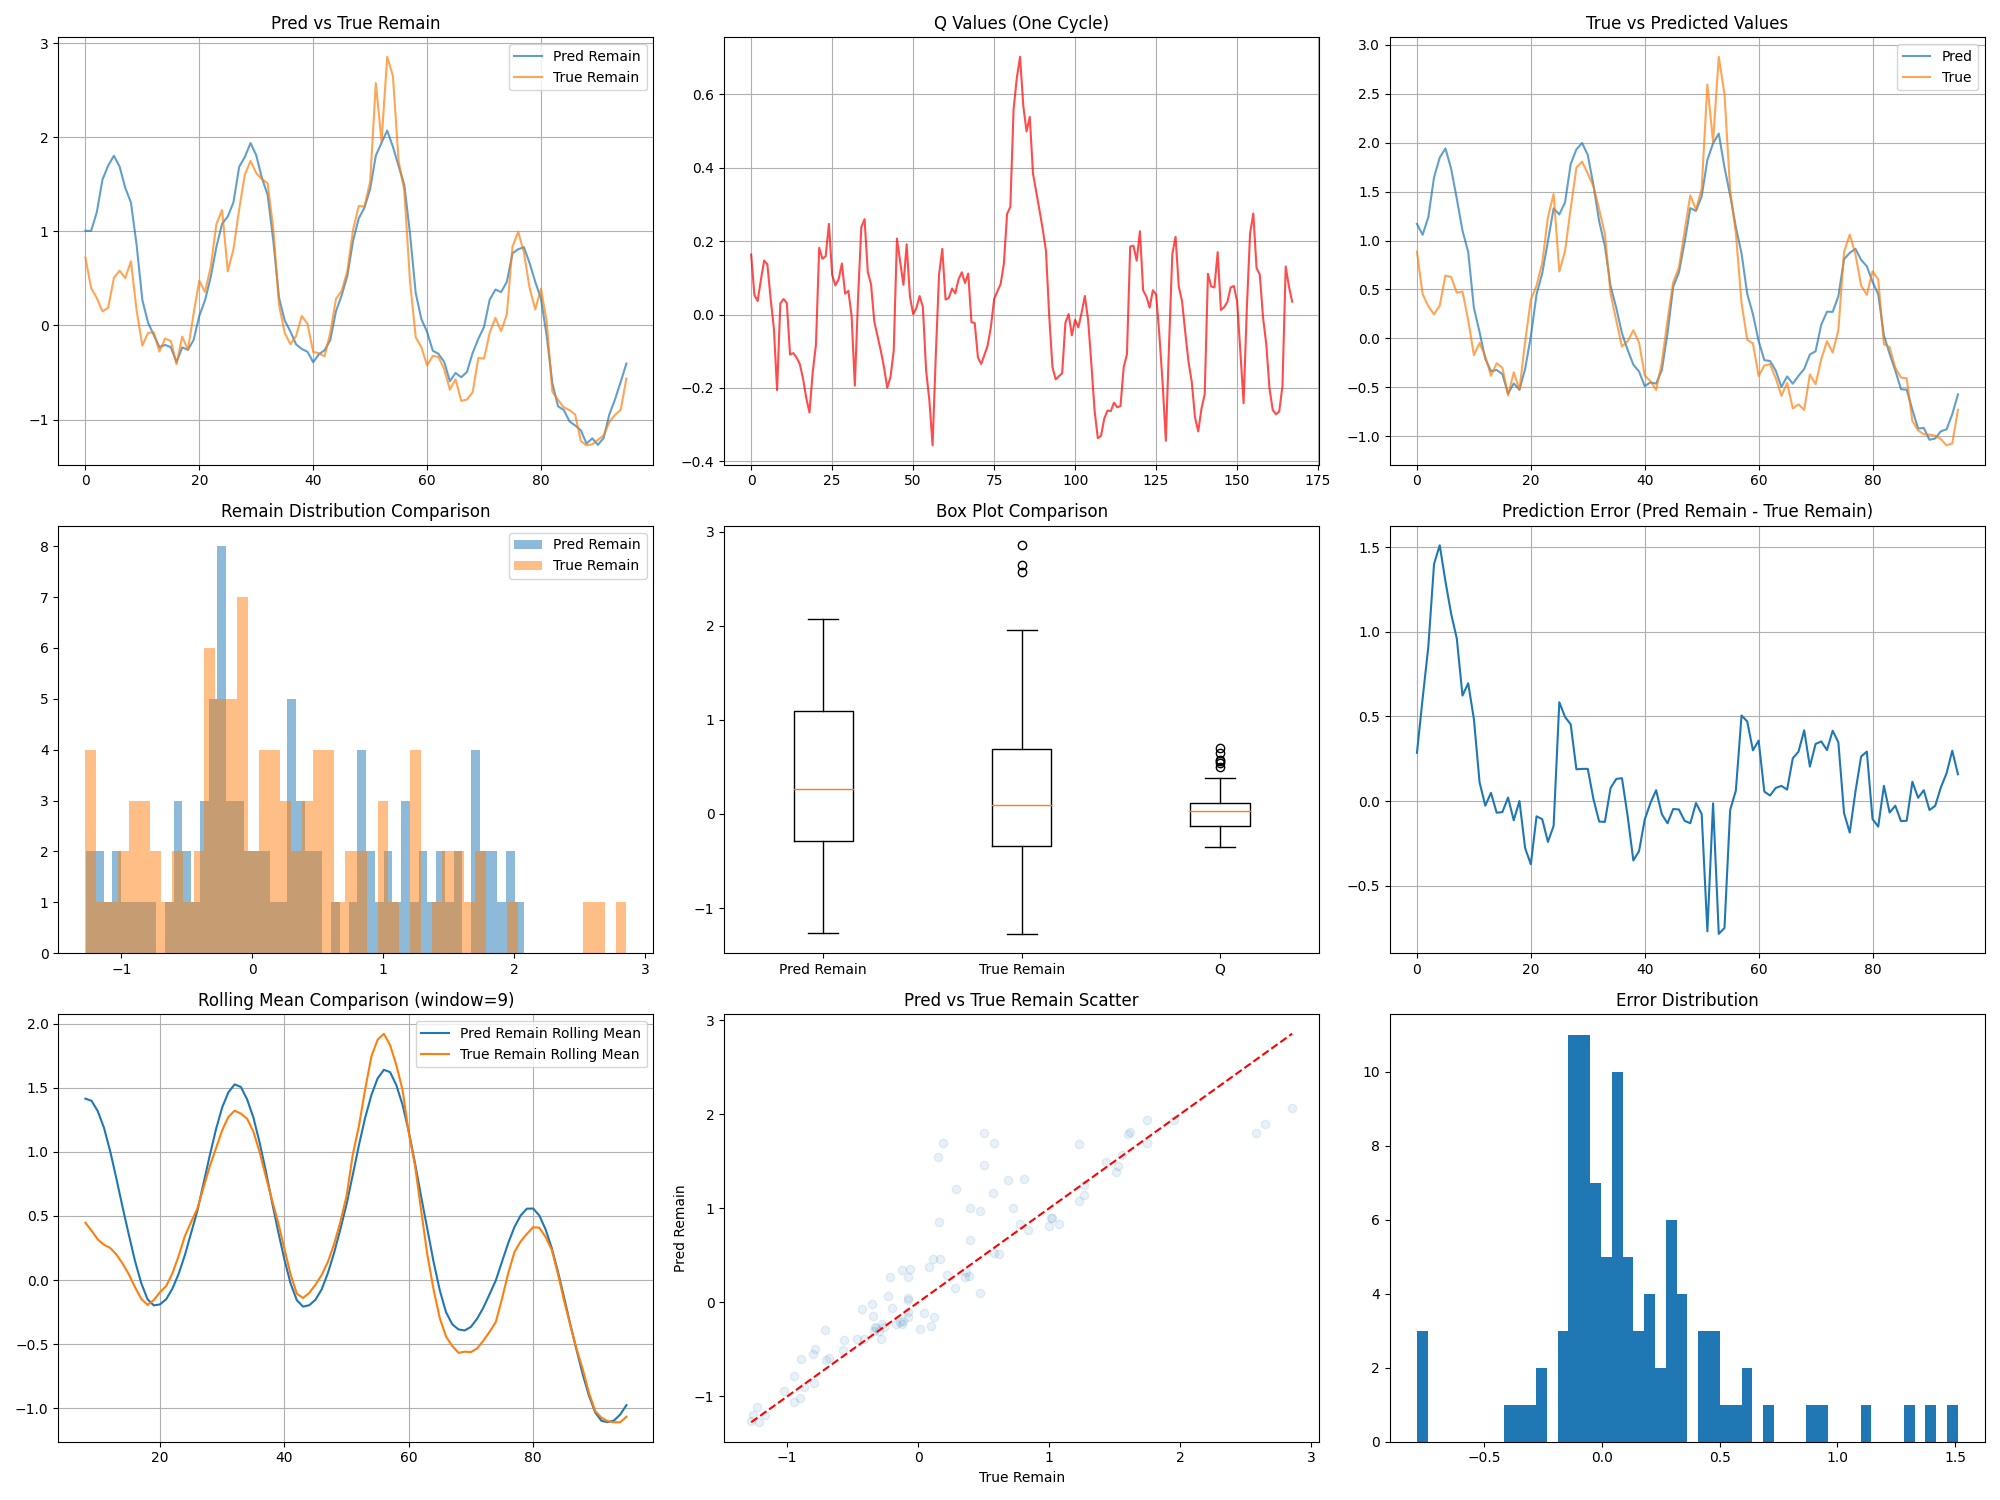 Pred vs True Remain
Pred Remain
True Remain
3
2
1
0
−1
0 20 40 60 80
Q Values (One Cycle)
0.6
0.4
0.2
0.0
−0.2
−0.4
0 25 50 75 100 125 150 175
True vs Predicted Values
Pred
True
3.0
2.5
2.0
1.5
1.0
0.5
0.0
−0.5
−1.0
0 20 40 60 80
Remain Distribution Comparison
Pred Remain
True Remain
8
7
6
5
4
3
2
1
0
−1 0 1 2 3
Box Plot Comparison
3
2
1
0
−1
Pred Remain True Remain Q
Prediction Error (Pred Remain - True Remain)
1.5
1.0
0.5
0.0
−0.5
0 20 40 60 80
Rolling Mean Comparison (window=9)
Pred Remain Rolling Mean
True Remain Rolling Mean
2.0
1.5
1.0
0.5
0.0
−0.5
−1.0
20 40 60 80
Pred vs True Remain Scatter
Pred Remain
3
2
1
0
−1
−1 0 1 2 3
True Remain
Error Distribution
10
8
6
4
2
0
−0.5 0.0 0.5 1.0 1.5